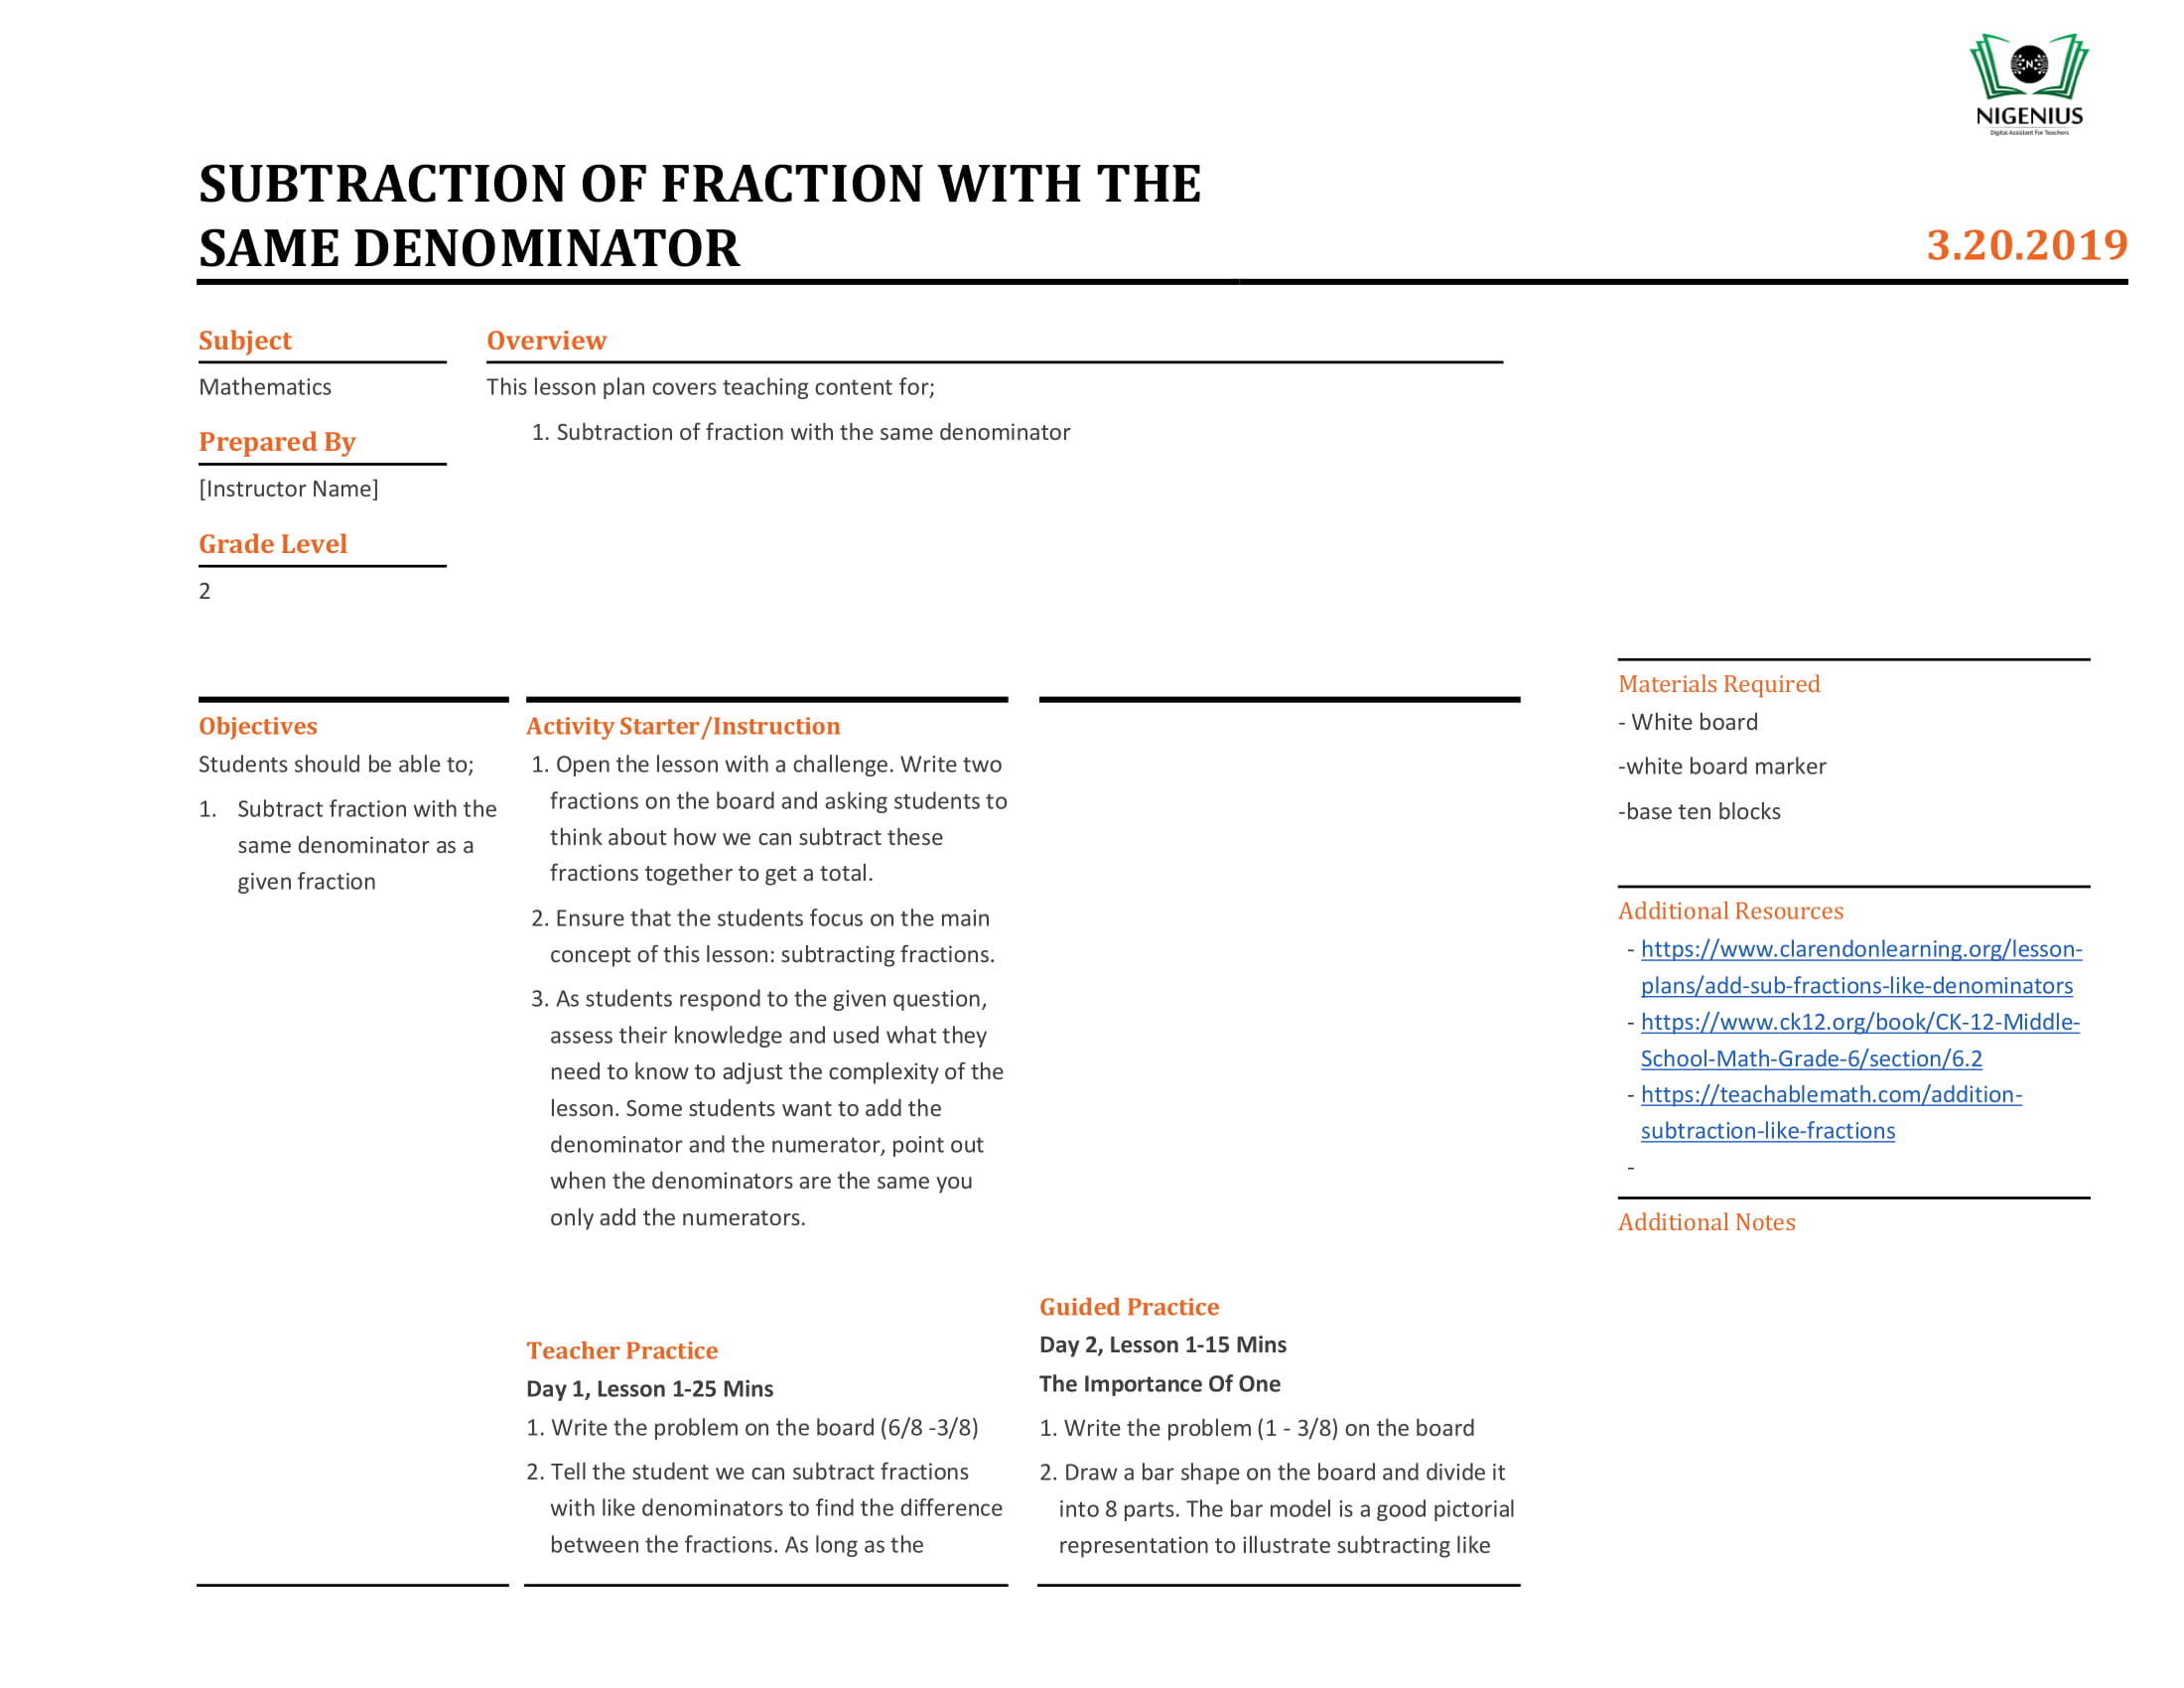 NIGENIUS
Digital Assistant For Teachers
SUBTRACTION OF FRACTION WITH THE
SAME DENOMINATOR
3.20.2019
Subject
Mathematics
Prepared By
[Instructor Name]
Grade Level
2
Overview
This lesson plan covers teaching content for;
1. Subtraction of fraction with the same denominator
Objectives
Students should be able to;
1. Subtract fraction with the
same denominator as a
given fraction
Activity Starter/Instruction
1. Open the lesson with a challenge. Write two
fractions on the board and asking students to
think about how we can subtract these
fractions together to get a total.
2. Ensure that the students focus on the main
concept of this lesson: subtracting fractions.
3. As students respond to the given question,
assess their knowledge and used what they
need to know to adjust the complexity of the
lesson. Some students want to add the
denominator and the numerator, point out
when the denominators are the same you
only add the numerators.
Teacher Practice
Day 1, Lesson 1-25 Mins
1. Write the problem on the board (6/8 -3/8)
2. Tell the student we can subtract fractions
with like denominators to find the difference
between the fractions. As long as the
Guided Practice
Day 2, Lesson 1-15 Mins
The Importance Of One
1. Write the problem (1 - 3/8) on the board
2. Draw a bar shape on the board and divide it
into 8 parts. The bar model is a good pictorial
representation to illustrate subtracting like
Materials Required
- White board
-white board marker
-base ten blocks
Additional Resources
- https://www.clarendonlearning.org/lesson-
plans/add-sub-fractions-like-denominators
- https://www.ck12.org/book/CK-12-Middle-
School-Math-Grade-6/section/6.2
- https://teachablemath.com/addition-
subtraction-like-fractions
-
Additional Notes